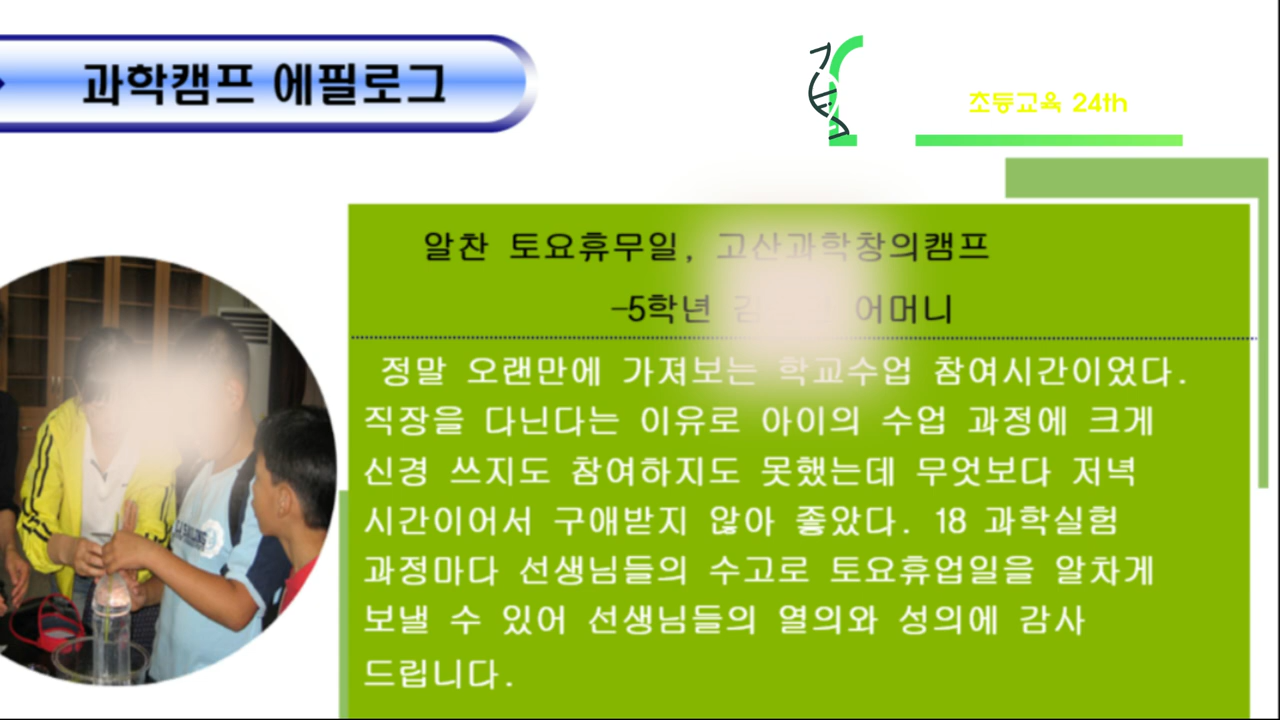 과학캠프 에필로그
초등교육 24th
알찬 토요휴무일, 고산과학창의캠프
-5학년 김 어머니
정말 오랜만에 가져보는 학교수업 참여시간이었다.
직장을 다닌다는 이유로 아이의 수업 과정에 크게
신경 쓰지도 참여하지도 못했는데 무엇보다 저녁
시간이어서 구애받지 않아 좋았다. 18 과학실험
과정마다 선생님들의 수고로 토요휴업일을 알차게
보낼 수 있어 선생님들의 열의와 성의에 감사
드립니다.